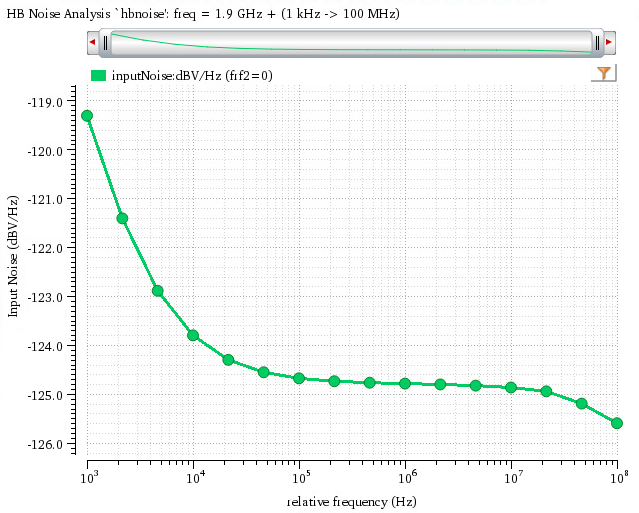 HB Noise Analysis `hbnoise': freq = 1.9 GHz + (1 kHz -> 100 MHz)
inputNoise:dBV/Hz (frf2=0)
-119.0
-120.0
-121.0
-122.0
-123.0
-124.0
-125.0
-126.0
Input Noise (dBV/Hz)
10³ 10⁴ 10⁵ 10⁶ 10⁷ 10⁸
relative frequency (Hz)